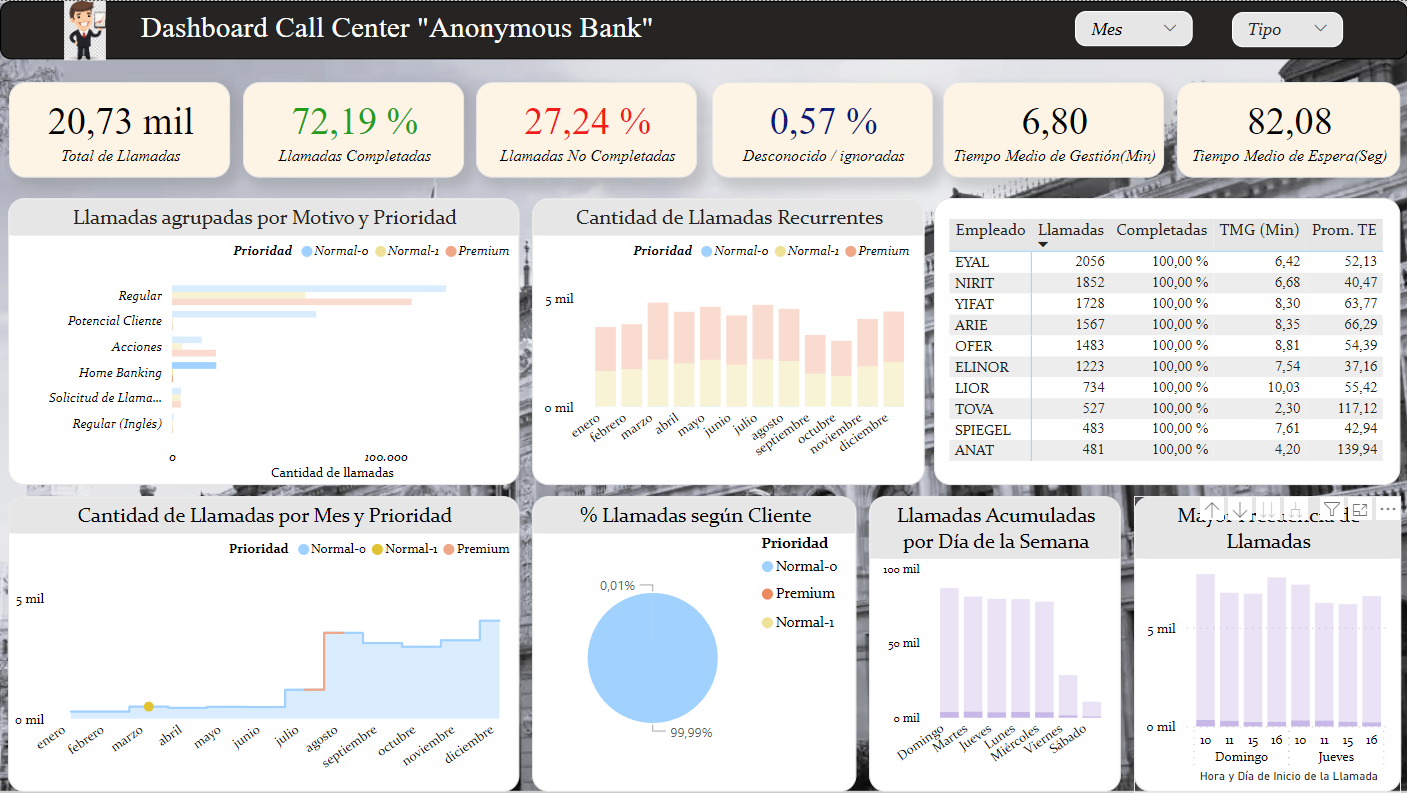 Dashboard Call Center "Anonymous Bank"
Mes
Tipo
20,73 mil
Total de Llamadas
72,19 %
Llamadas Completadas
27,24 %
Llamadas No Completadas
0,57 %
Desconocido / ignoradas
6,80
Tiempo Medio de Gestión(Min)
82,08
Tiempo Medio de Espera(Seg)
Llamadas agrupadas por Motivo y Prioridad
Prioridad Normal-0 Normal-1 Premium
Regular
Potencial Cliente
Acciones
Home Banking
Solicitud de Llama...
Regular (Inglés)
0 100.000
Cantidad de llamadas
Cantidad de Llamadas Recurrentes
Prioridad Normal-0 Normal-1 Premium
5 mil
0 mil
enero febrero marzo abril mayo junio julio agosto septiembre octubre noviembre diciembre
Empleado Llamadas Completadas TMG (Min) Prom. TE
EYAL 2056 100,00 % 6,42 52,13
NIRIT 1852 100,00 % 6,68 40,47
YIFAT 1728 100,00 % 8,30 63,77
ARIE 1567 100,00 % 8,35 66,29
OFER 1483 100,00 % 8,81 54,39
ELINOR 1223 100,00 % 7,54 37,16
LIOR 734 100,00 % 10,03 55,42
TOVA 527 100,00 % 2,30 117,12
SPIEGEL 483 100,00 % 7,61 42,94
ANAT 481 100,00 % 4,20 139,94
Cantidad de Llamadas por Mes y Prioridad
Prioridad Normal-0 Normal-1 Premium
5 mil
0 mil
enero febrero marzo abril mayo junio julio agosto septiembre octubre noviembre diciembre
% Llamadas según Cliente
Prioridad
Normal-0
Premium
Normal-1
0,01%
99,99%
Llamadas Acumuladas
por Día de la Semana
100 mil
50 mil
0 mil
Domingo Martes Jueves Lunes Miércoles Viernes Sábado
de
Llamadas
5 mil
0 mil
10 11 15 16 10 11 15 16
Domingo Jueves
Hora y Día de Inicio de la Llamada